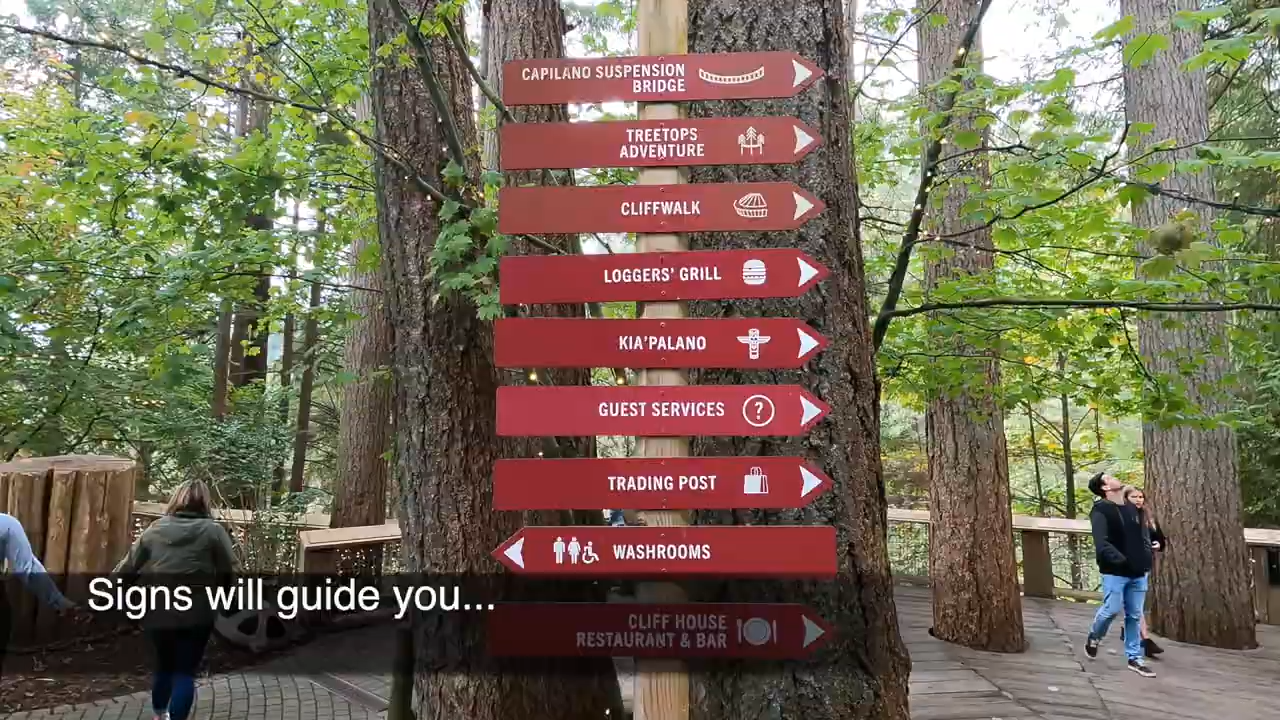 CAPILANO SUSPENSION
BRIDGE
TREETOPS
ADVENTURE
CLIFFWALK
LOGGERS' GRILL
KIA'PALANO
GUEST SERVICES
?
TRADING POST
WASHROOMS
Signs will guide you...
CLIFF HOUSE
RESTAURANT & BAR